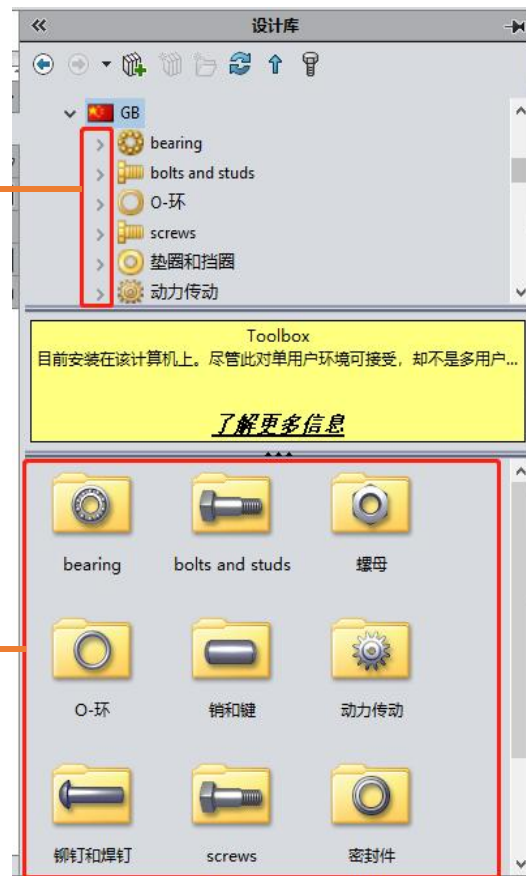 设计库
GB
bearing
bolts and studs
O-环
screws
垫圈和挡圈
动力传动
Toolbox
目前安装在该计算机上。尽管此对单用户环境可接受，却不是多用户...
了解更多信息
bearing bolts and studs 螺母
O-环 销和键 动力传动
铆钉和焊钉 screws 密封件